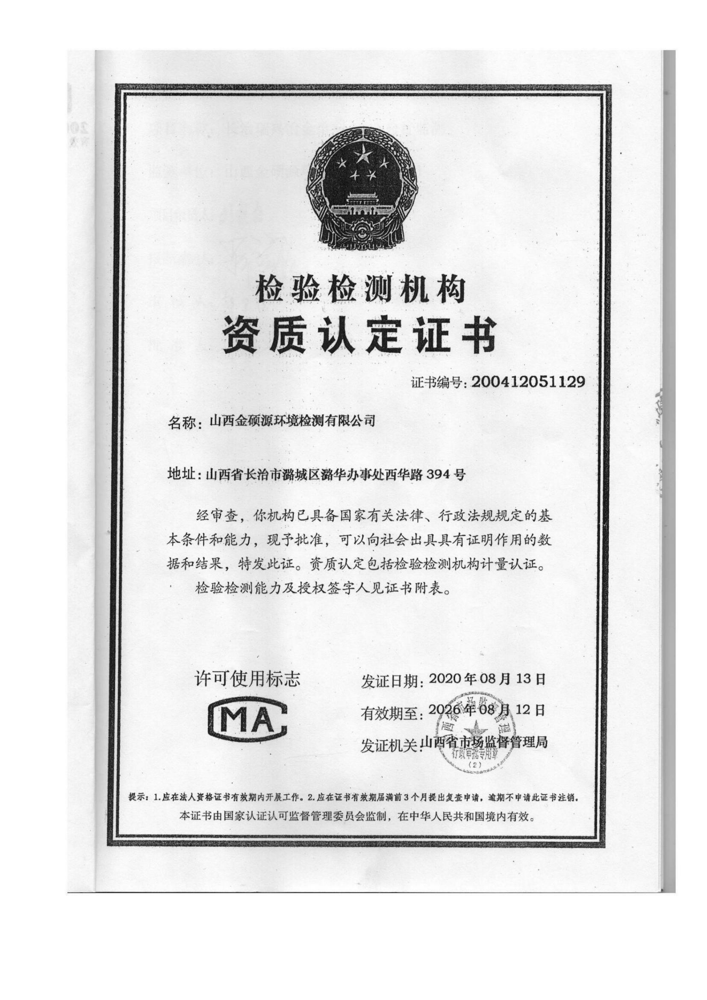 检验检测机构
资质认定证书
证书编号：200412051129
名称：山西金硕源环境检测有限公司
地址：山西省长治市潞城区潞华办事处西华路 394 号
经审查，你机构已具备国家有关法律、行政法规规定的基
本条件和能力，现予批准，可以向社会出具具有证明作用的数
据和结果，特发此证。资质认定包括检验检测机构计量认证。
检验检测能力及授权签字人见证书附表。
许可使用标志
MA
发证日期：2020 年 08 月 13 日
有效期至：2026 年 08 月 12 日
发证机关：山西省市场监督管理局
行政审批专用章
（2）
提示：1.应在法人资格证书有效期内开展工作。2.应在证书有效期届满前 3 个月提出复查申请，逾期不申请此证书注销。
本证书由国家认证认可监督管理委员会监制，在中华人民共和国境内有效。